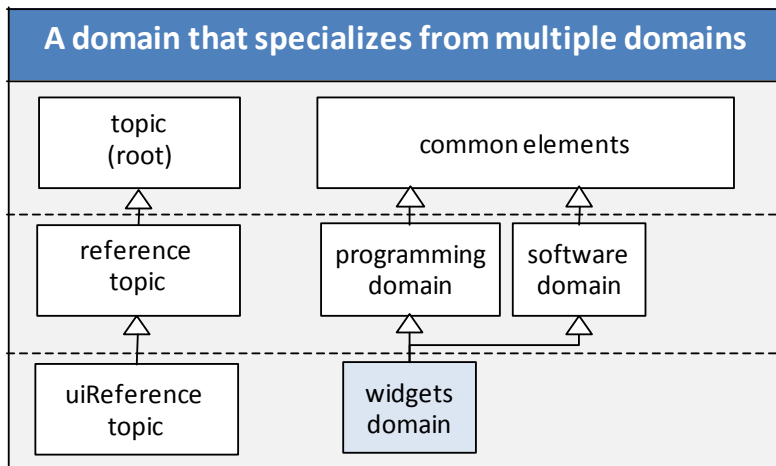 A domain that specializes from multiple domains
topic
(root)
common elements
reference
topic
programming
domain
software
domain
uiReference
topic
widgets
domain